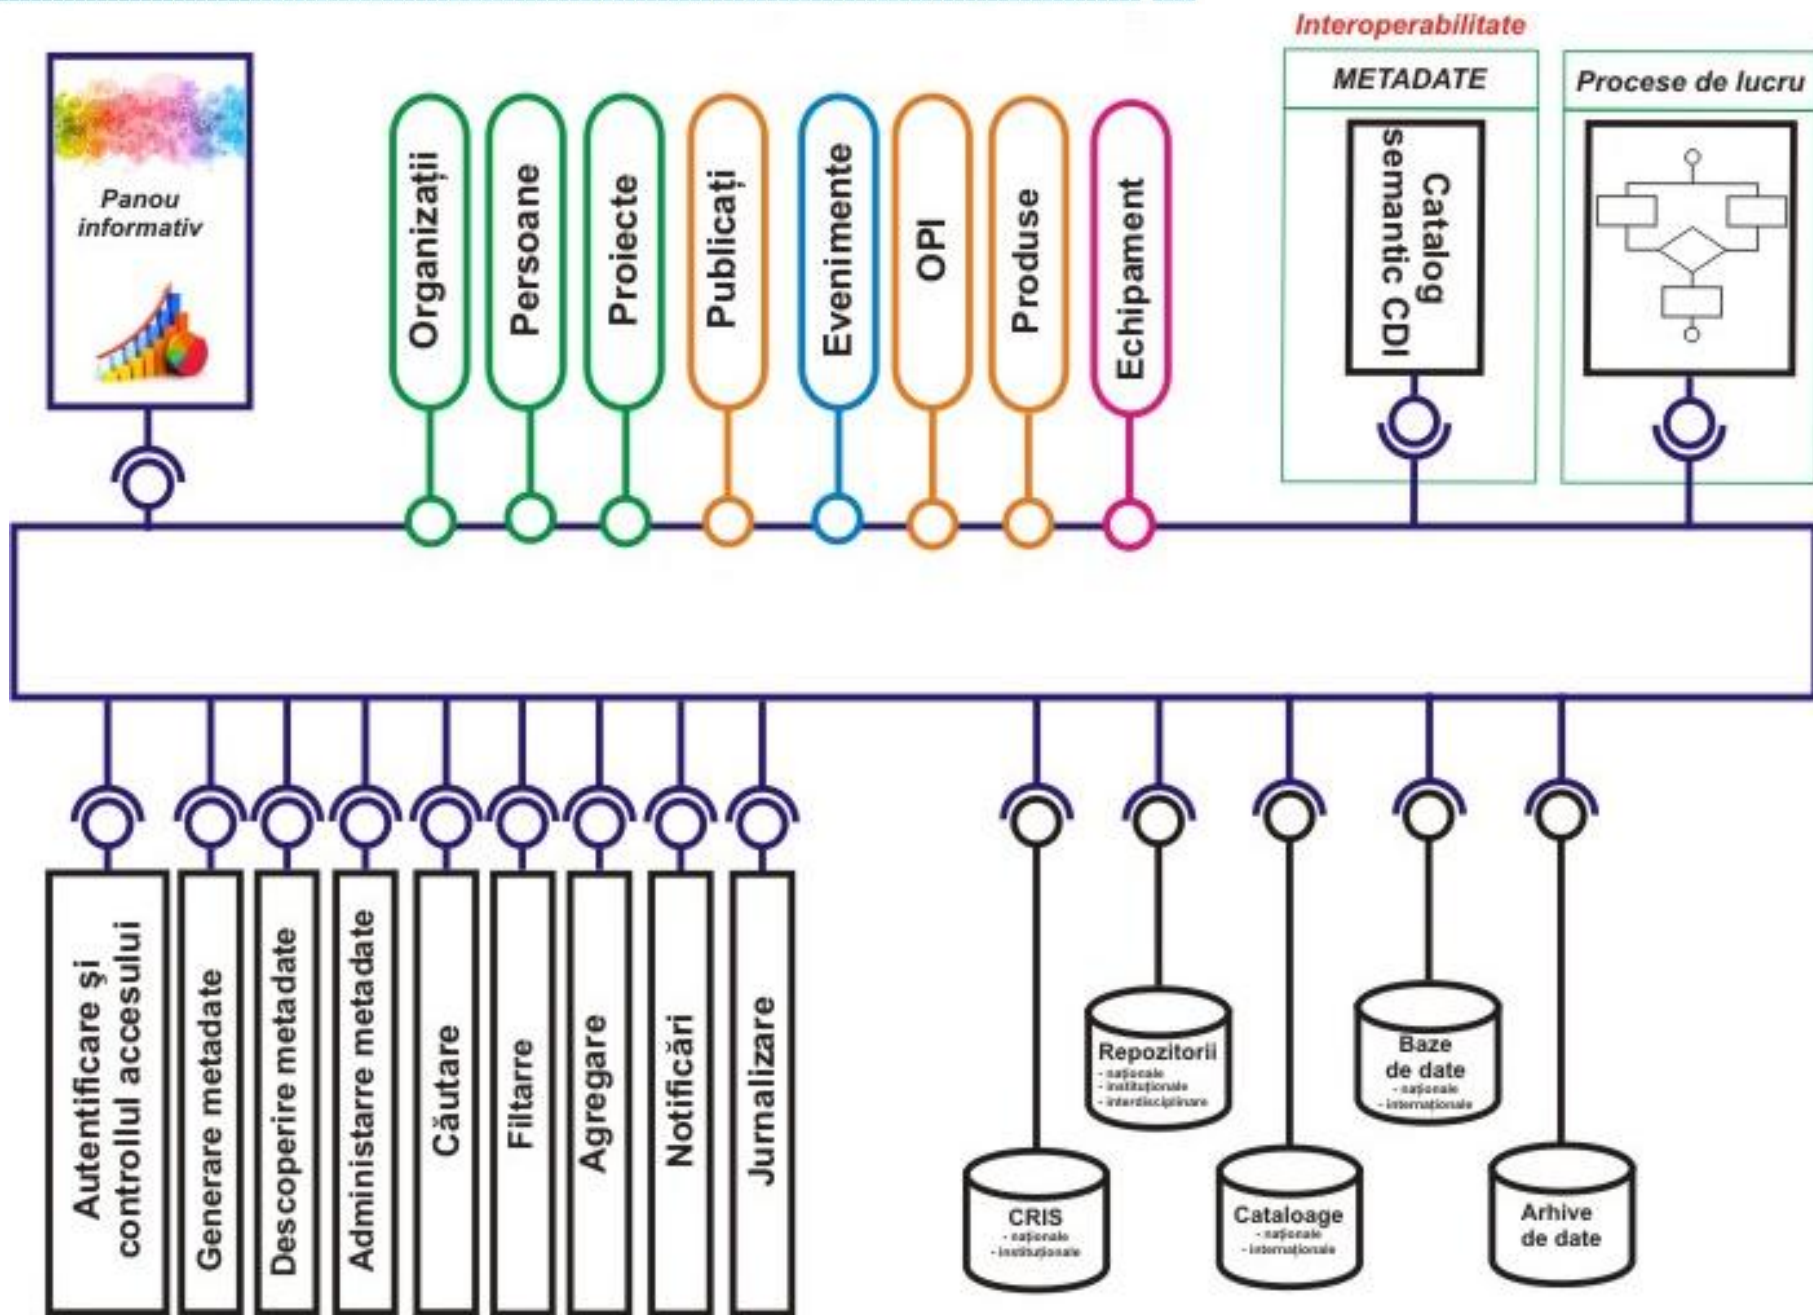 Interoperabilitate
METADATE
Procese de lucru
Panou
informativ
Organizații
Persoane
Proiecte
Publicați
Evenimente
OPI
Produse
Echipament
Catalog
semantic CDI
Autentificare și
controllul accesului
Generare metadate
Descoperire metadate
Administarre metadate
Căutare
Filtarre
Agregare
Notificări
Jurnalizare
Repozitorii
- naționale
- instituționale
- interdisciplinare
Baze
de date
- naționale
- internaționale
CRIS
- naționale
- instituționale
Cataloage
- naționale
- internaționale
Arhive
de date